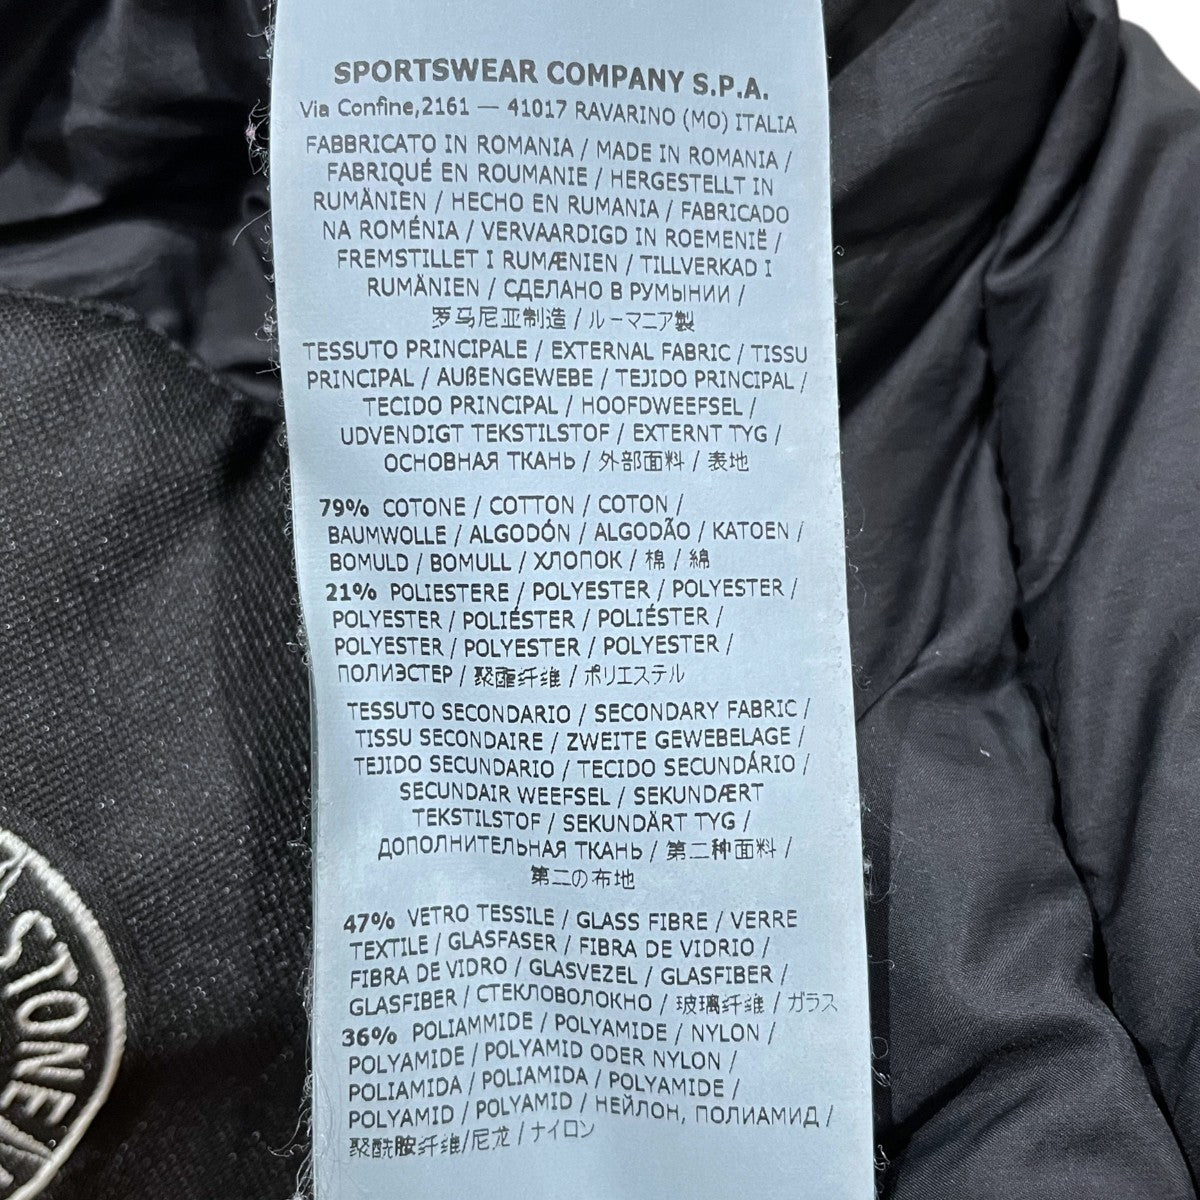 SPORTSWEAR COMPANY S.P.A.
Via Confine,2161 — 41017 RAVARINO (MO) ITALIA
FABBRICATO IN ROMANIA / MADE IN ROMANIA /
FABRIQUÉ EN ROUMANIE / HERGESTELLT IN
RUMÄNIEN / HECHO EN RUMANIA / FABRICADO
NA ROMÉNIA / VERVAARDIGD IN ROEMENIË /
FREMSTILLET I RUMÆNIEN / TILLVERKAD I
RUMÄNIEN / СДЕЛАНО В РУМЫНИИ /
罗马尼亚制造 / ルーマニア製
TESSUTO PRINCIPALE / EXTERNAL FABRIC / TISSU
PRINCIPAL / AUßENGEWEBE / TEJIDO PRINCIPAL /
TECIDO PRINCIPAL / HOOFDWEEFSEL /
UDVENDIGT TEKSTILSTOF / EXTERNT TYG /
ОСНОВНАЯ ТКАНЬ / 外部面料 / 表地
79% COTONE / COTTON / COTON /
BAUMWOLLE / ALGODÓN / ALGODÃO / KATOEN /
BOMULD / BOMULL / ХЛОПОК / 棉 / 綿
21% POLIESTERE / POLYESTER / POLYESTER /
POLYESTER / POLIÉSTER / POLIÉSTER /
POLYESTER / POLYESTER / POLYESTER /
ПОЛИЭСТЕР / 聚酯纤维 / ポリエステル
TESSUTO SECONDARIO / SECONDARY FABRIC /
TISSU SECONDAIRE / ZWEITE GEWEBELAGE /
TEJIDO SECUNDARIO / TECIDO SECUNDÁRIO /
SECUNDAIR WEEFSEL / SEKUNDÆRT
TEKSTILSTOF / SEKUNDÄRT TYG /
ДОПОЛНИТЕЛЬНАЯ ТКАНЬ / 第二种面料 /
第二の布地
47% VETRO TESSILE / GLASS FIBRE / VERRE
TEXTILE / GLASFASER / FIBRA DE VIDRIO /
FIBRA DE VIDRO / GLASVEZEL / GLASFIBER /
GLASFIBER / СТЕКЛОВОЛОКНО / 玻璃纤维 / ガラス
36% POLIAMMIDE / POLYAMIDE / NYLON /
POLYAMIDE / POLYAMID ODER NYLON /
POLIAMIDA / POLIAMIDA / POLYAMIDE /
POLYAMID / POLYAMID / НЕЙЛОН, ПОЛИАМИД /
聚酰胺纤维/尼龙 / ナイロン
STONE